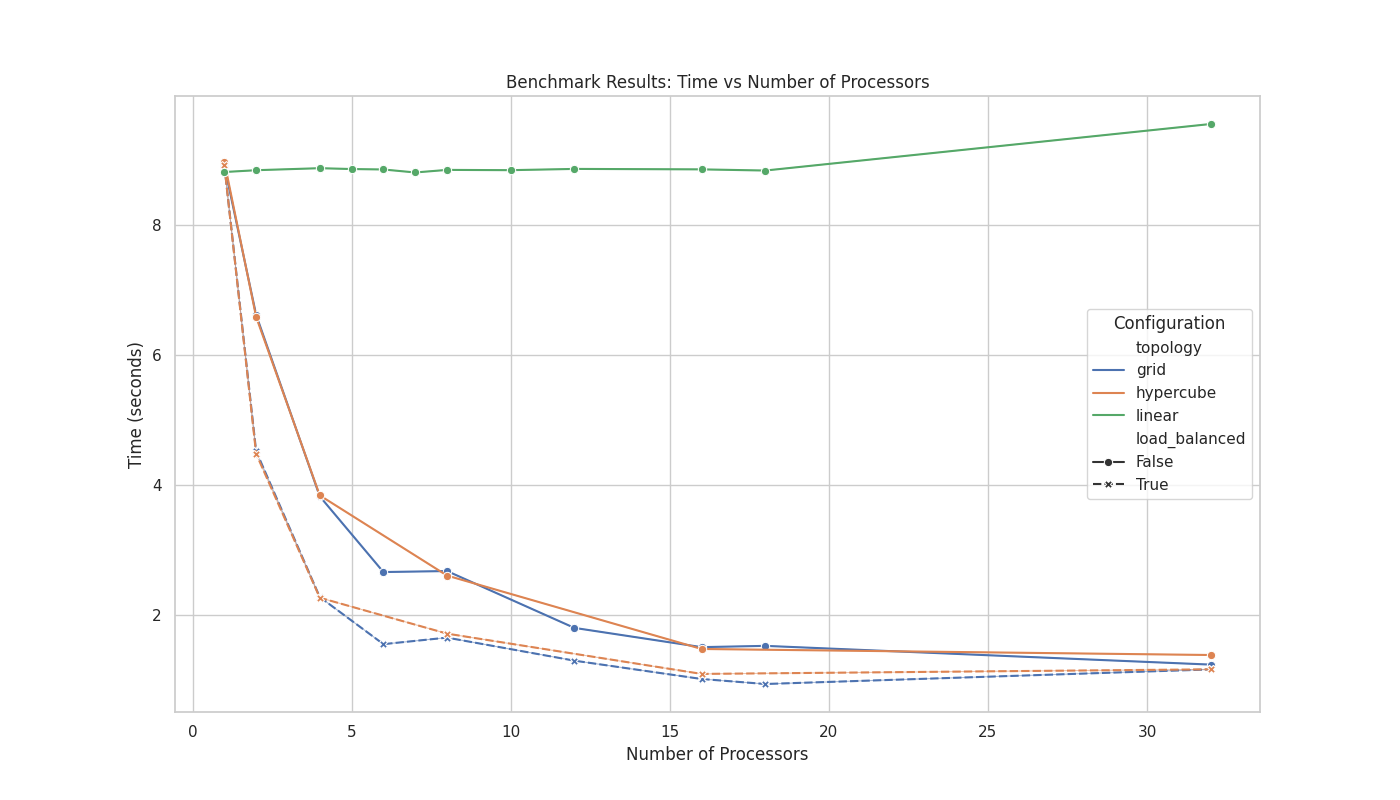 Benchmark Results: Time vs Number of Processors
8
6
4
2
Time (seconds)
0 5 10 15 20 25 30
Number of Processors
Configuration
topology
grid
hypercube
linear
load_balanced
False
True